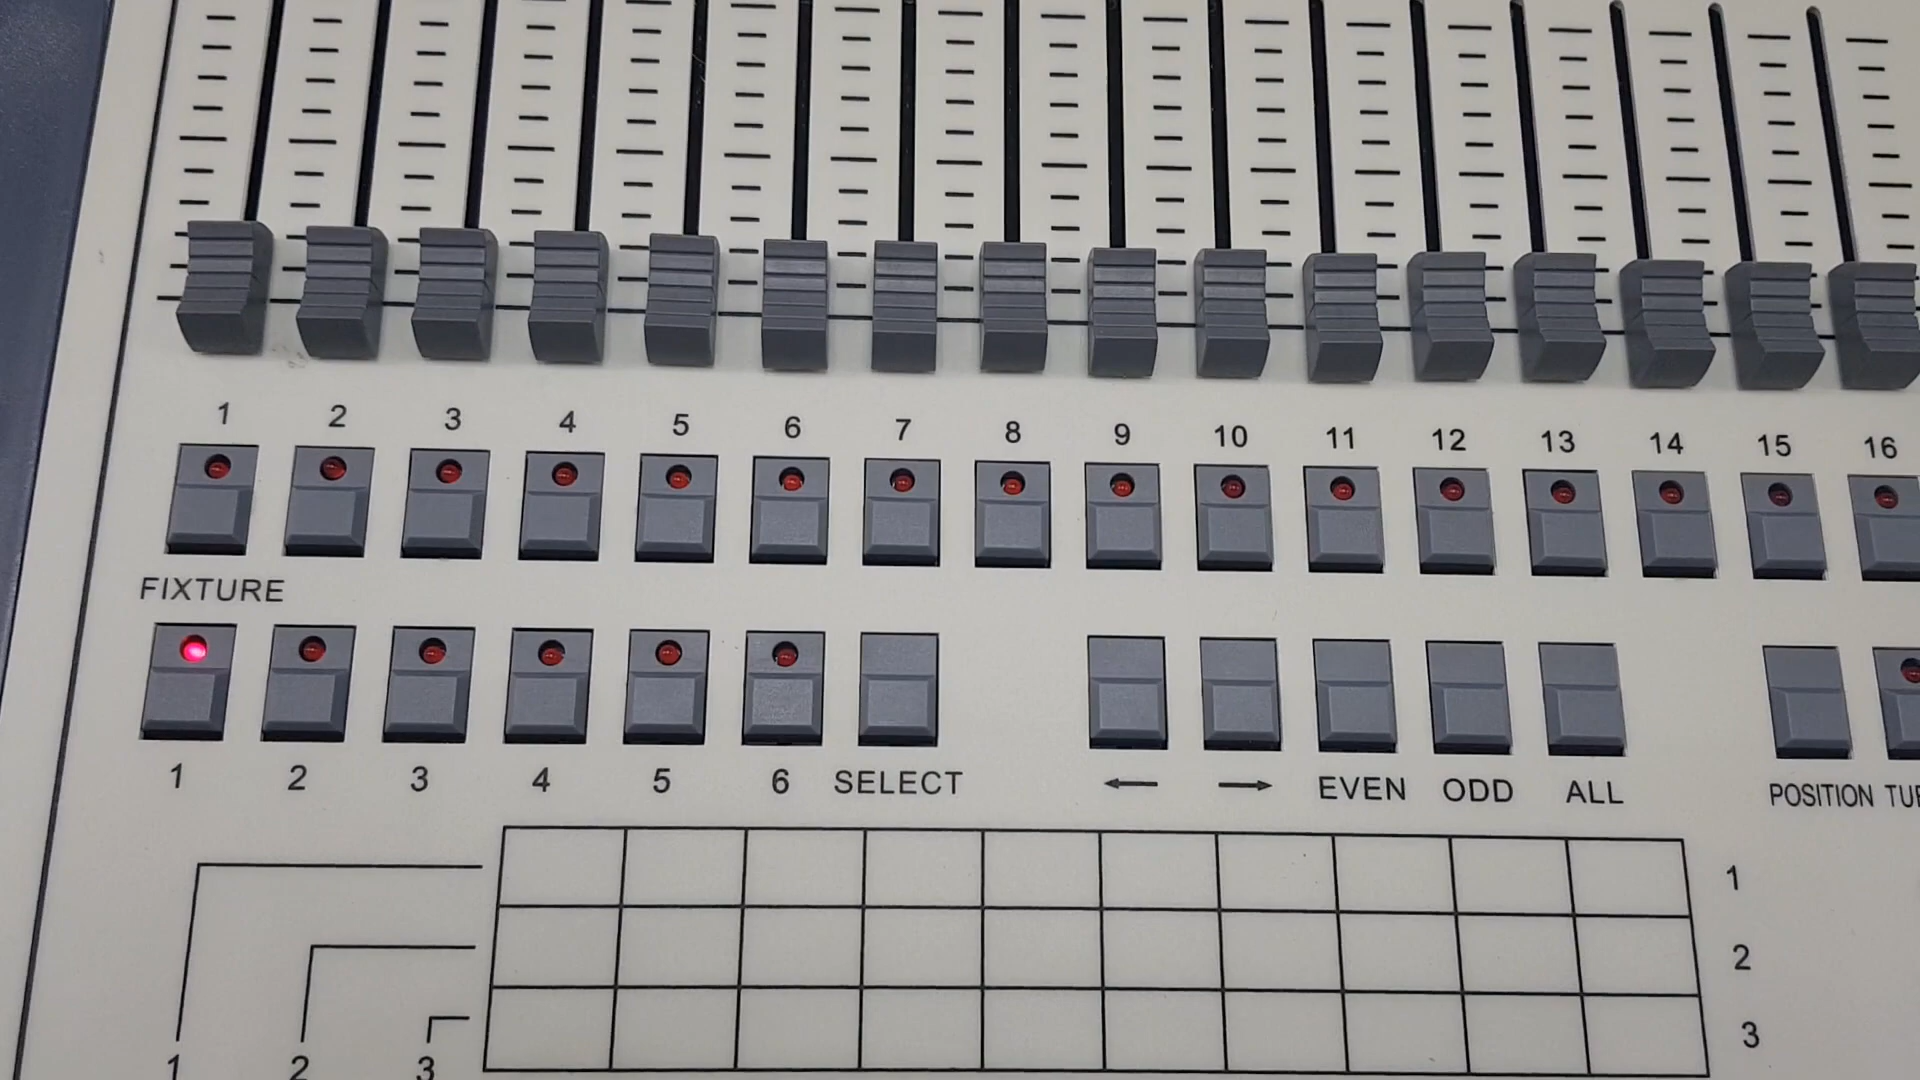 1 2 3 4 5 6 7 8 9 10 11 12 13 14 15 16
FIXTURE
1 2 3 4 5 6 SELECT ← → EVEN ODD ALL POSITION
1
2
3
1 2 3